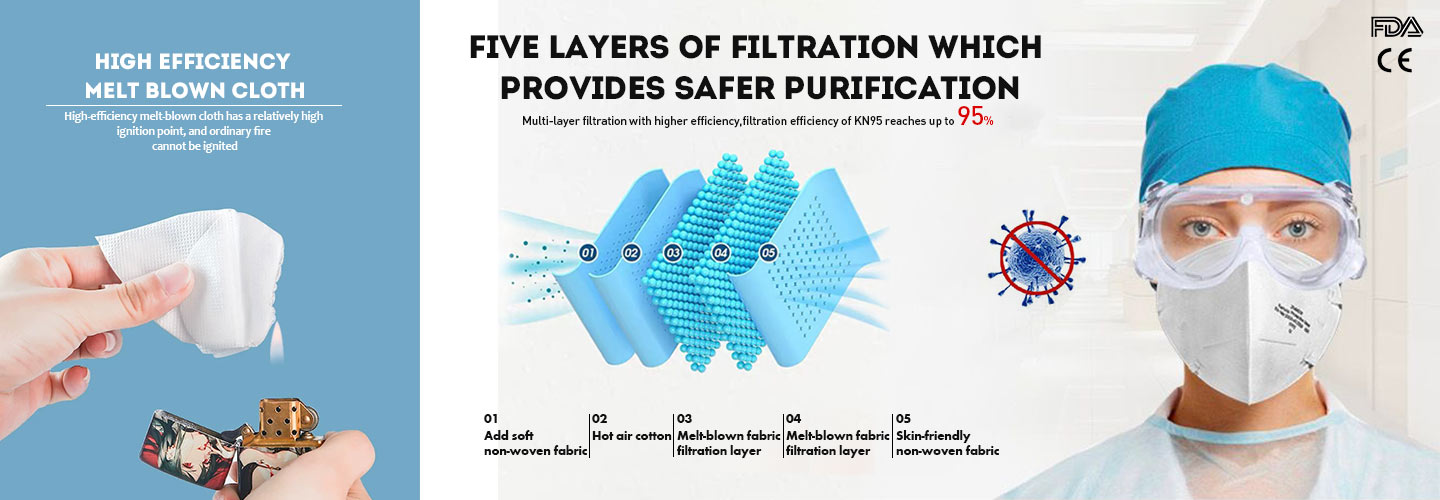 HIGH EFFICIENCY
MELT BLOWN CLOTH
High-efficiency melt-blown cloth has a relatively high
ignition point, and ordinary fire
cannot be ignited
FIVE LAYERS OF FILTRATION WHICH
PROVIDES SAFER PURIFICATION
Multi-layer filtration with higher efficiency,filtration efficiency of KN95 reaches up to 95%
FDA
CE
01 02 03 04 05
01
Add soft
non-woven fabric
02
Hot air cotton
03
Melt-blown fabric
filtration layer
04
Melt-blown fabric
filtration layer
05
Skin-friendly
non-woven fabric